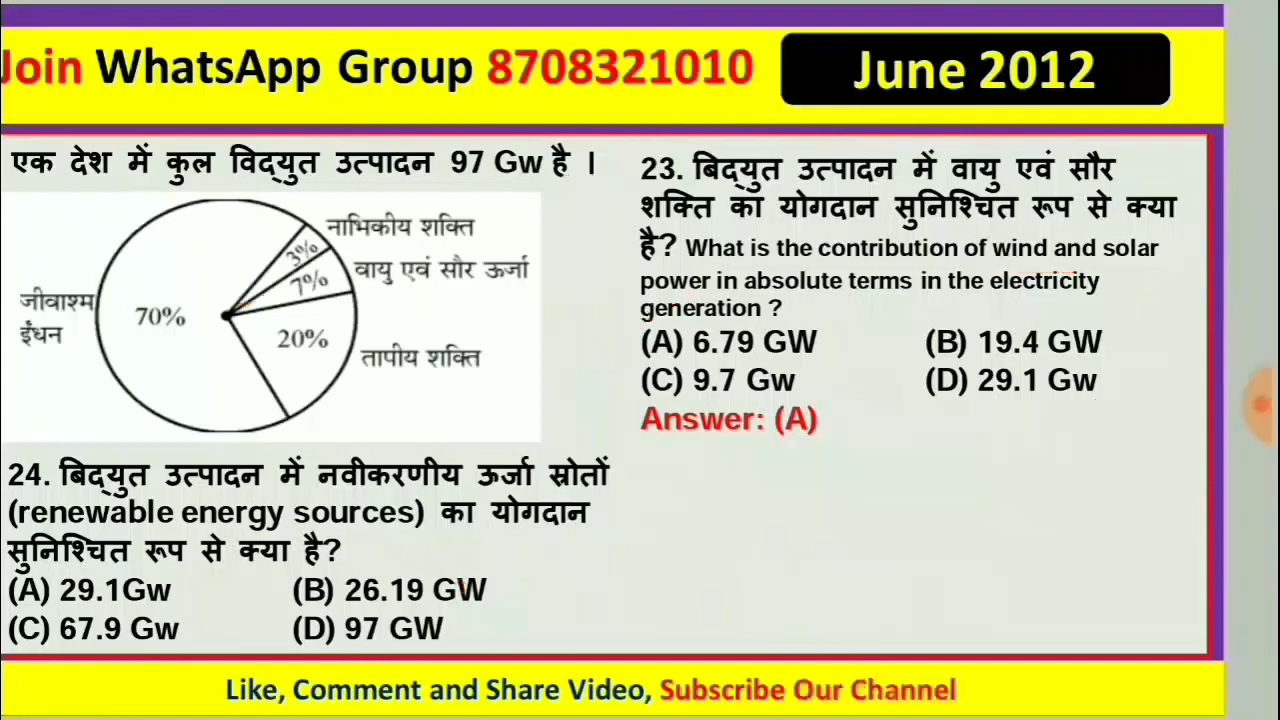 Join WhatsApp Group 8708321010
June 2012
एक देश में कुल विद्युत उत्पादन 97 Gw है ।
नाभिकीय शक्ति
3%
वायु एवं सौर ऊर्जा
7%
जीवाश्म
ईंधन
70%
20%
तापीय शक्ति
24. बिद्युत उत्पादन में नवीकरणीय ऊर्जा स्रोतों
(renewable energy sources) का योगदान
सुनिश्चित रूप से क्या है?
(A) 29.1Gw (B) 26.19 GW
(C) 67.9 Gw (D) 97 GW
23. बिद्युत उत्पादन में वायु एवं सौर
शक्ति का योगदान सुनिश्चित रूप से क्या
है? What is the contribution of wind and solar
power in absolute terms in the electricity
generation ?
(A) 6.79 GW (B) 19.4 GW
(C) 9.7 Gw (D) 29.1 Gw
Answer: (A)
Like, Comment and Share Video, Subscribe Our Channel